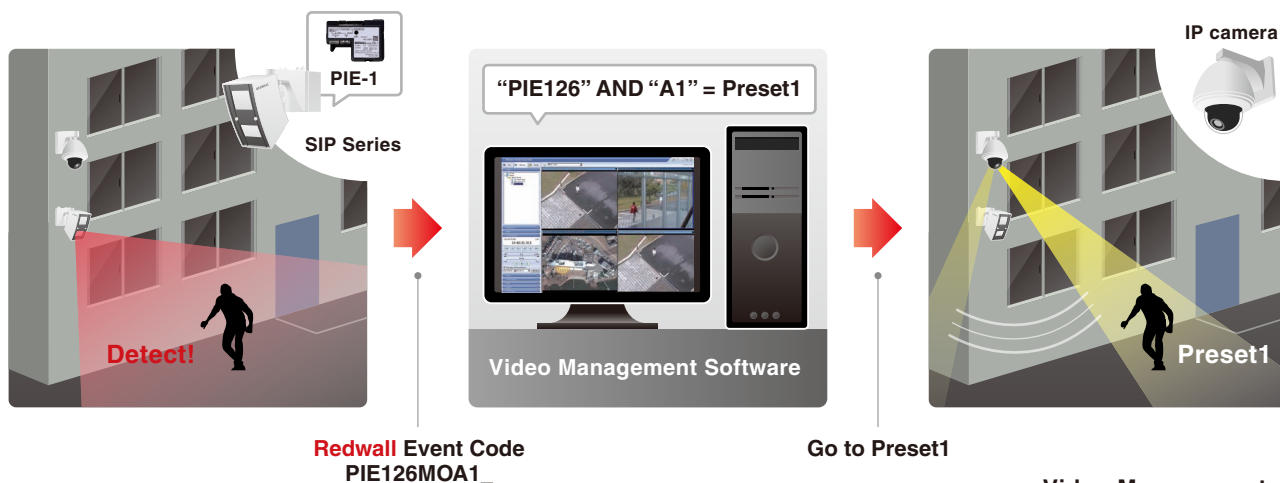 PIE-1
SIP Series
Detect!
Redwall Event Code
PIE126MOA1_
“PIE126” AND “A1” = Preset1
Video Management Software
Go to Preset1
IP camera
Preset1